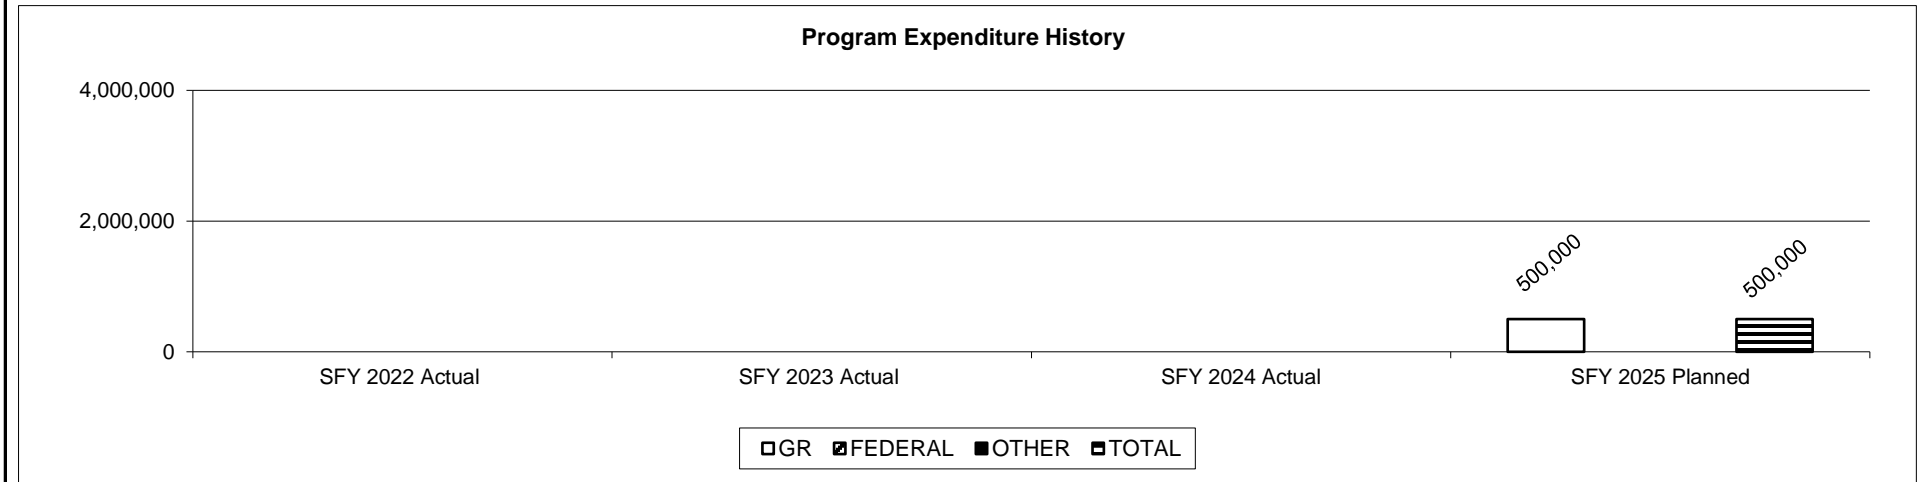 Program Expenditure History
4,000,000
2,000,000
0
500,000
500,000
SFY 2022 Actual
SFY 2023 Actual
SFY 2024 Actual
SFY 2025 Planned
GR FEDERAL OTHER TOTAL